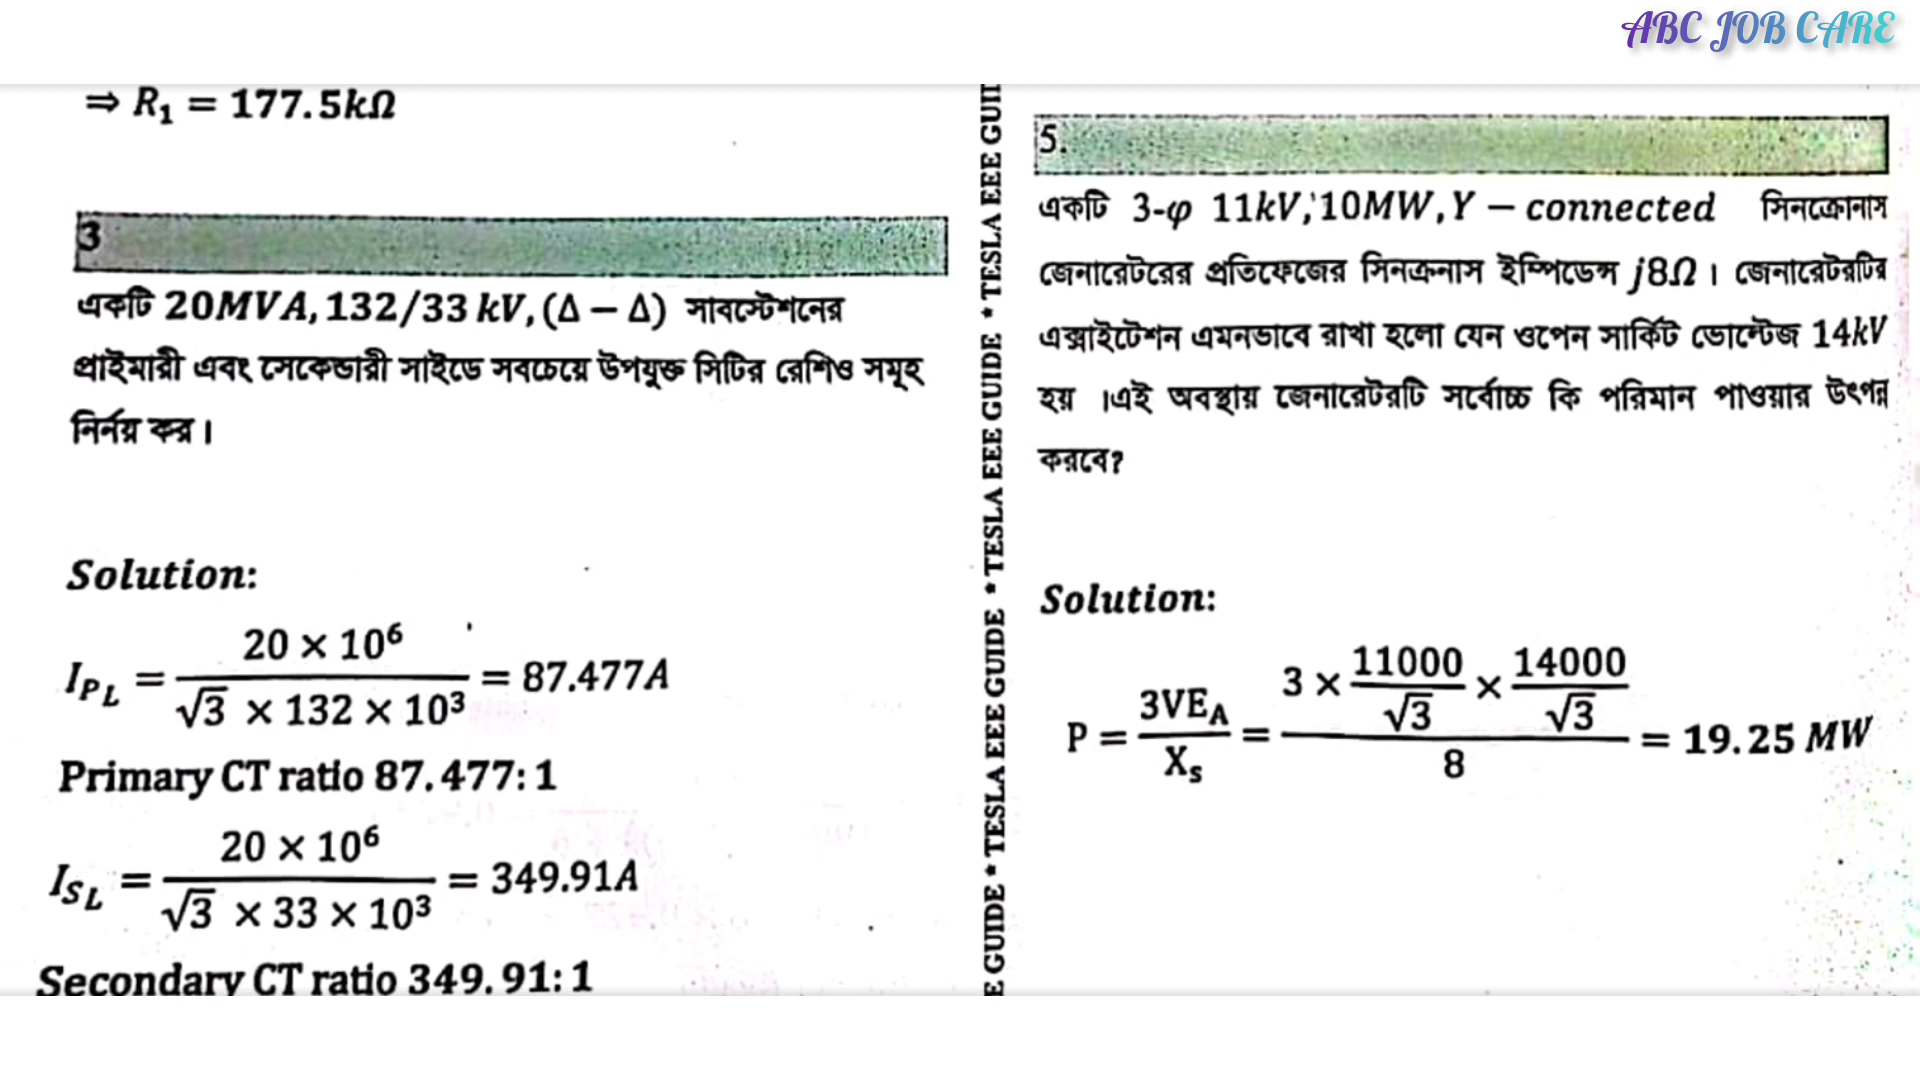 ABC JOB CARE
⇒ R₁ = 177.5kΩ
3
একটি 20MVA, 132/33 kV, (Δ − Δ) সাবস্টেশনের
প্রাইমারী এবং সেকেন্ডারী সাইডে সবচেয়ে উপযুক্ত সিটির রেশিও সমূহ
নির্নয় কর।
Solution:
I_PL = (20 × 10⁶)/(√3 × 132 × 10³) = 87.477A
Primary CT ratio 87.477: 1
I_SL = (20 × 10⁶)/(√3 × 33 × 10³) = 349.91A
Secondary CT ratio 349.91: 1
E GUIDE * TESLA EEE GUIDE * TESLA EEE GUIDE * TESLA EEE GUII
5.
একটি 3-φ 11kV, 10MW, Y − connected সিনক্রোনাস
জেনারেটরের প্রতিফেজের সিনক্রনাস ইম্পিডেন্স j8Ω। জেনারেটরটির
এক্সাইটেশন এমনভাবে রাখা হলো যেন ওপেন সার্কিট ভোল্টেজ 14kV
হয় ।এই অবস্থায় জেনারেটরটি সর্বোচ্চ কি পরিমান পাওয়ার উৎপন্ন
করবে?
Solution:
P = 3VE_A/X_s = (3 × 11000/√3 × 14000/√3)/8 = 19.25 MW